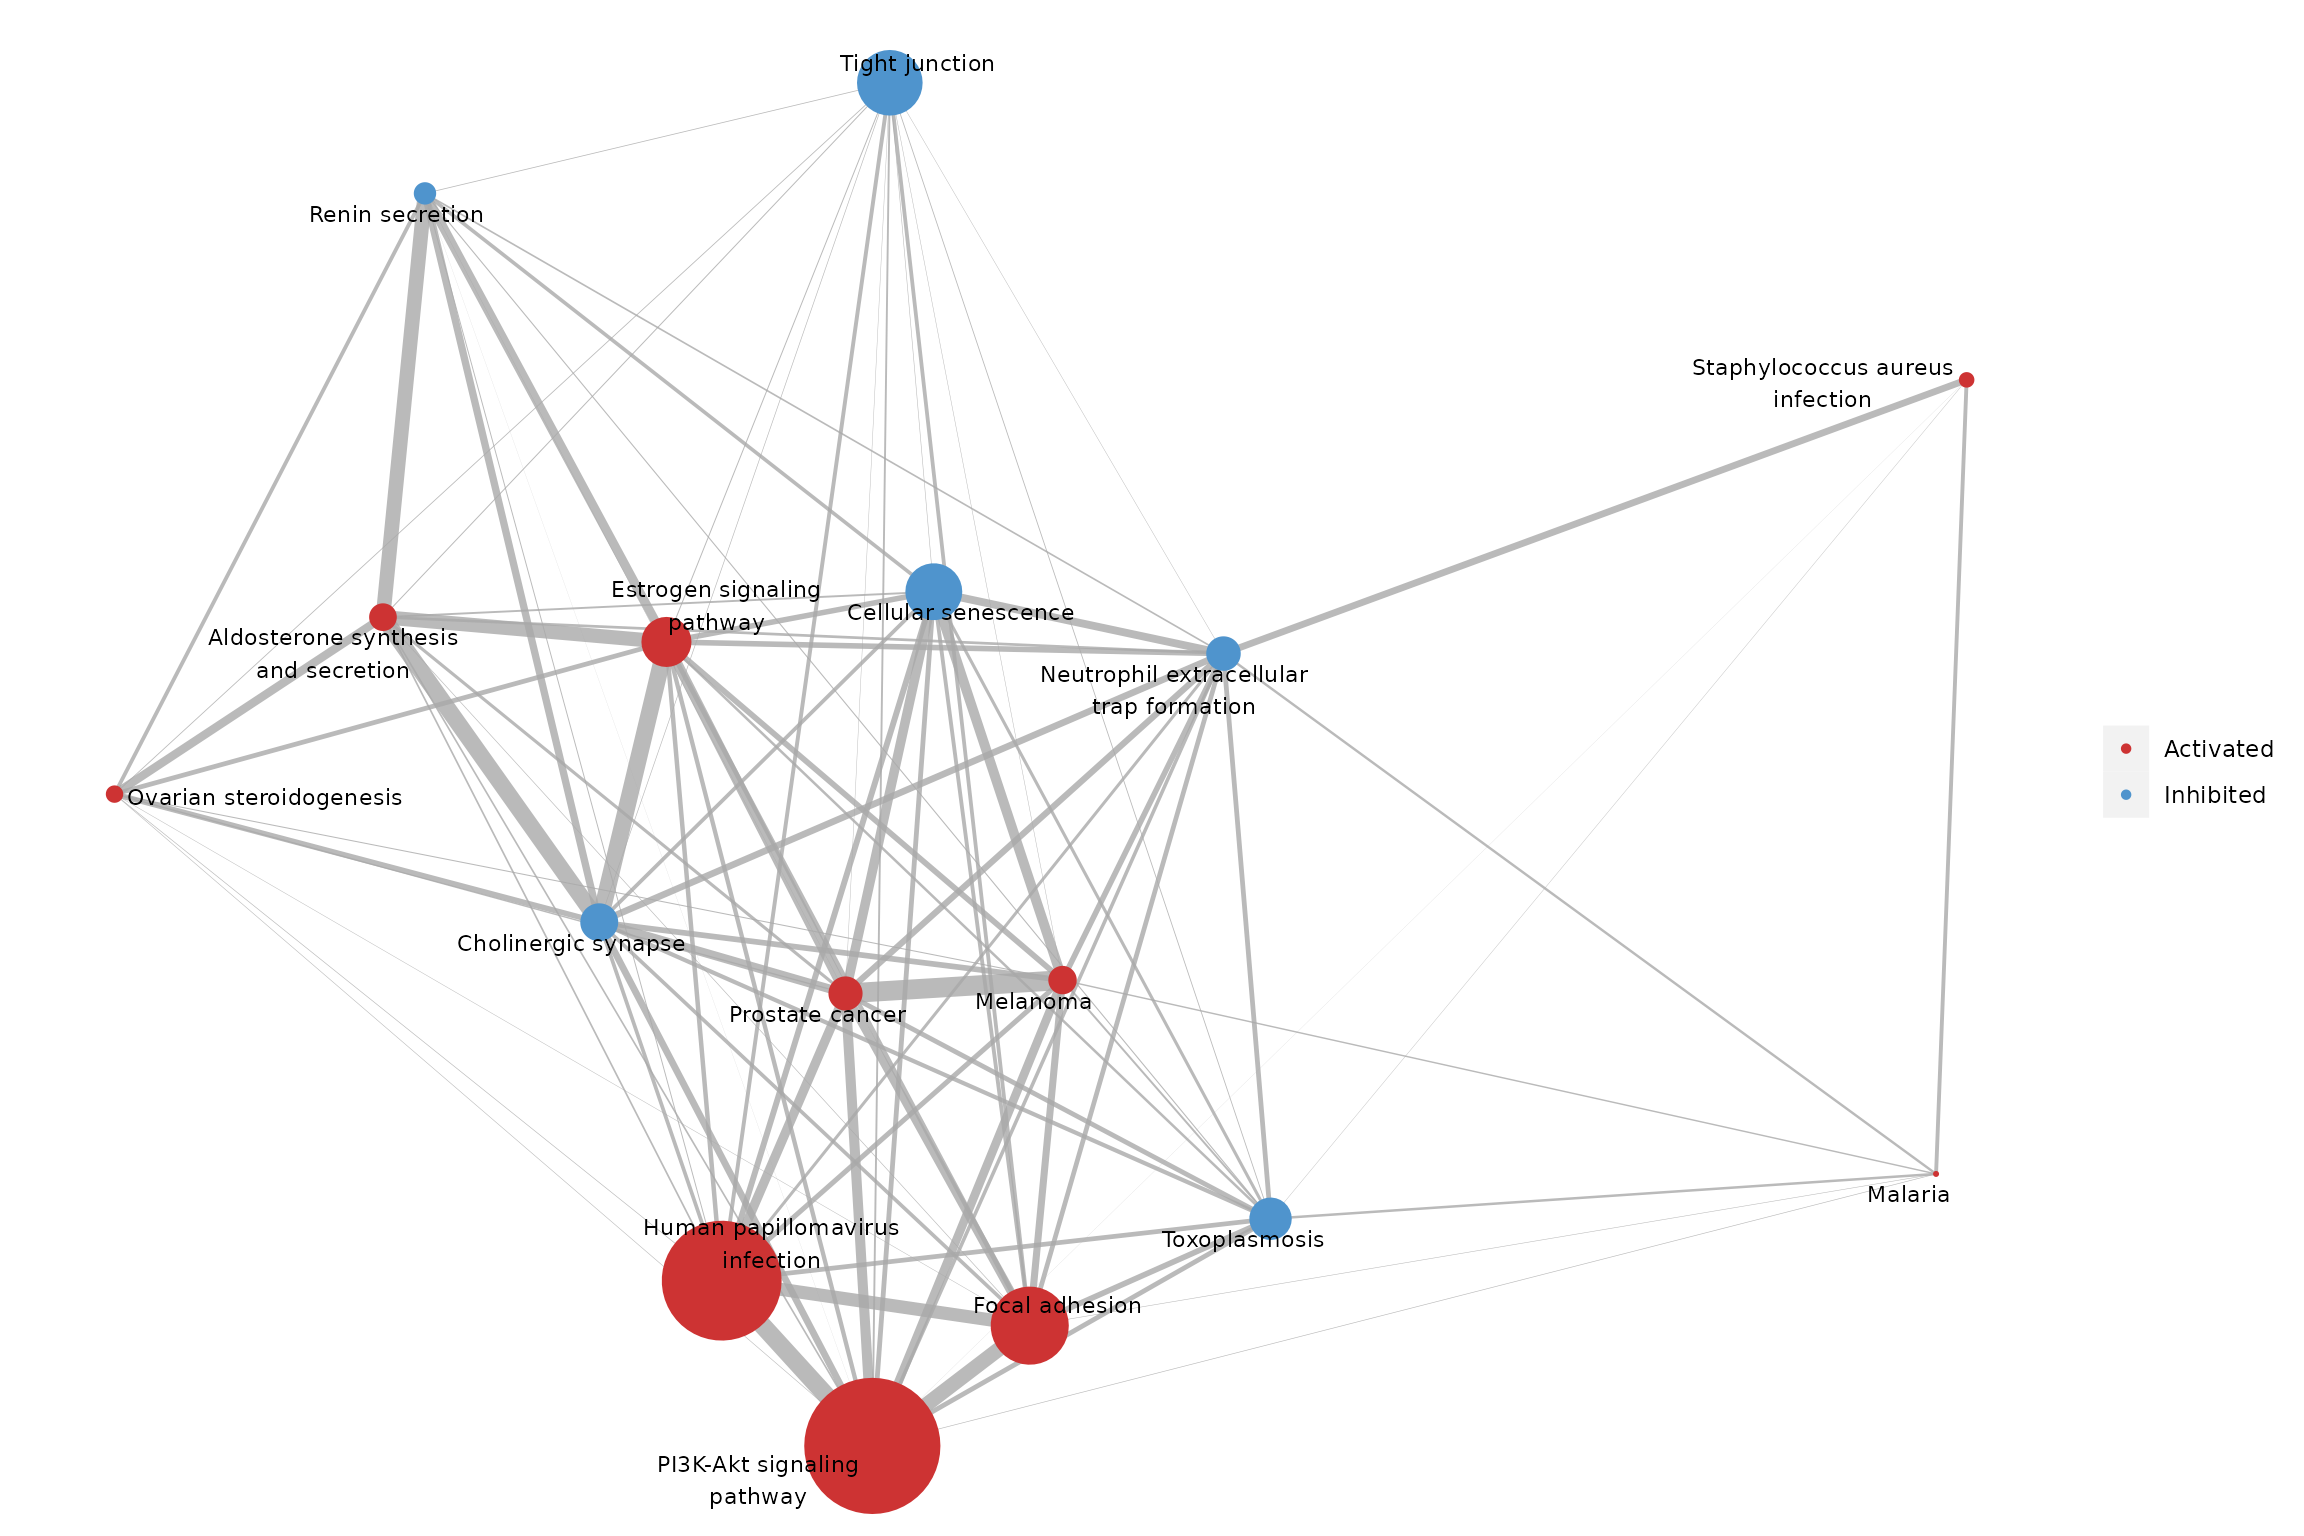 Tight junction
Renin secretion
Staphylococcus aureus
infection
Estrogen signaling
pathway
Cellular senescence
Aldosterone synthesis
and secretion
Neutrophil extracellular
trap formation
Activated
Inhibited
Ovarian steroidogenesis
Cholinergic synapse
Melanoma
Prostate cancer
Malaria
Human papillomavirus
infection
Toxoplasmosis
Focal adhesion
PI3K-Akt signaling
pathway